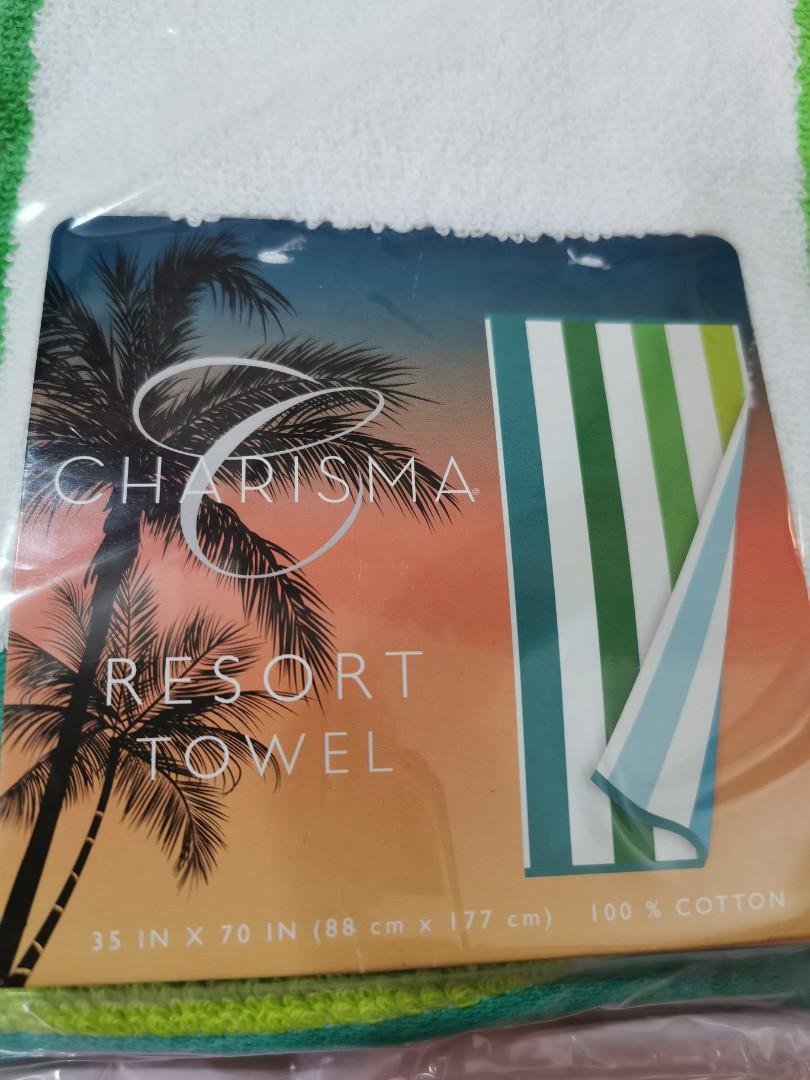 C
CHARISMA®
RESORT
TOWEL
35 IN X 70 IN (88 cm x 177 cm) 100 % COTTON